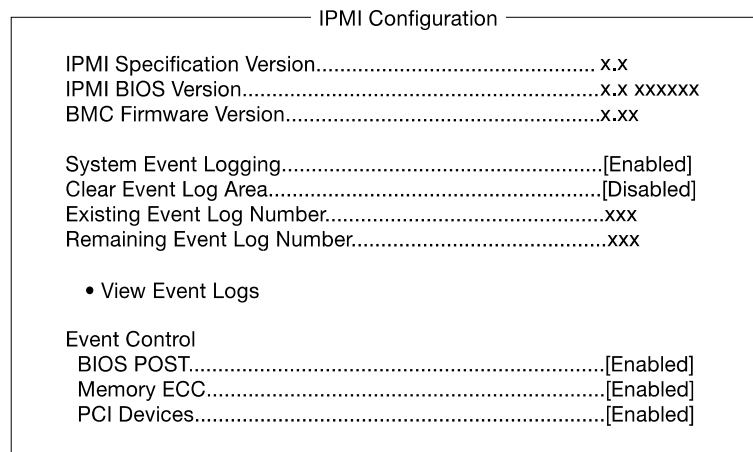 IPMI Configuration
IPMI Specification Version.................................................. x.x
IPMI BIOS Version................................................................x.x xxxxxx
BMC Firmware Version.........................................................x.xx
System Event Logging..........................................................[Enabled]
Clear Event Log Area............................................................[Disabled]
Existing Event Log Number..................................................xxx
Remaining Event Log Number..............................................xxx
• View Event Logs
Event Control
BIOS POST...........................................................................[Enabled]
Memory ECC........................................................................[Enabled]
PCI Devices..........................................................................[Enabled]